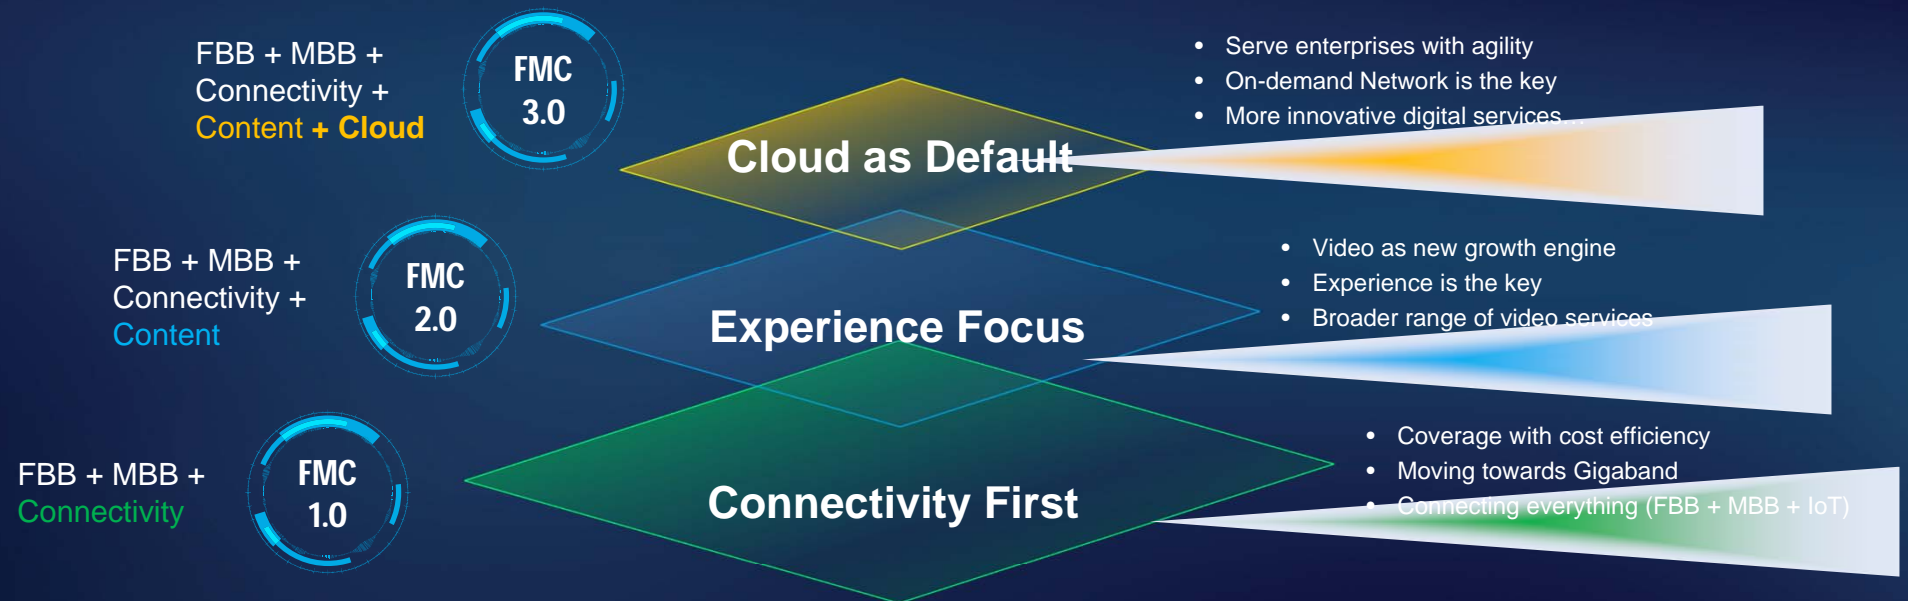 FBB + MBB +
Connectivity +
Content + Cloud
FMC
3.0
Cloud as Default
• Serve enterprises with agility
• On-demand Network is the key
• More innovative digital services…
FBB + MBB +
Connectivity +
Content
FMC
2.0
Experience Focus
• Video as new growth engine
• Experience is the key
• Broader range of video services
FBB + MBB +
Connectivity
FMC
1.0
Connectivity First
• Coverage with cost efficiency
• Moving towards Gigaband
• Connecting everything (FBB + MBB + IoT)